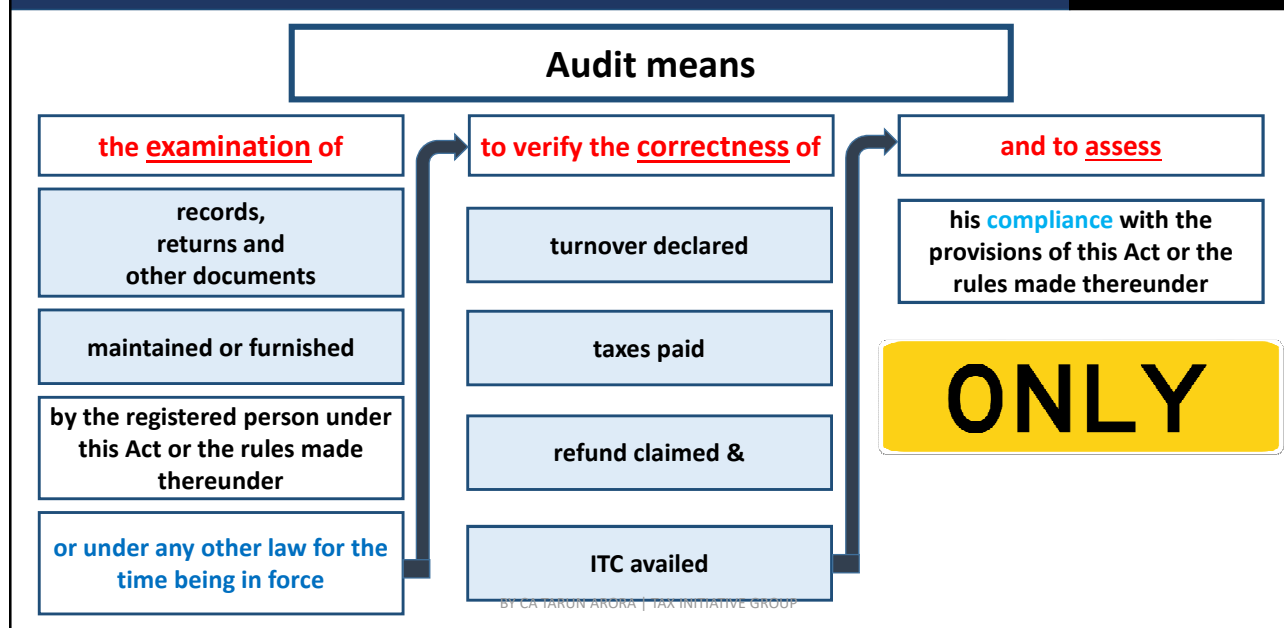 Audit means
the examination of
records,
returns and
other documents
maintained or furnished
by the registered person under
this Act or the rules made
thereunder
or under any other law for the
time being in force
to verify the correctness of
turnover declared
taxes paid
refund claimed &
ITC availed
and to assess
his compliance with the
provisions of this Act or the
rules made thereunder
ONLY
BY CA TARUN ARORA | TAX INITIATIVE GROUP